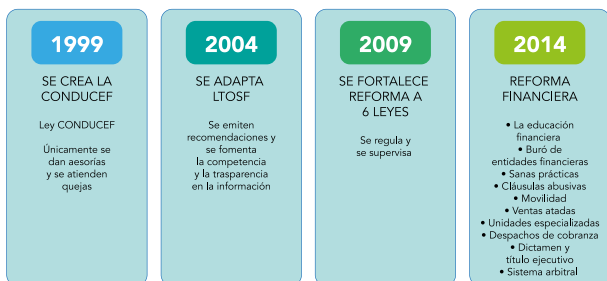 1999
SE CREA LA
CONDUCEF
Ley CONDUCEF
Únicamente se
dan aesorías
y se atienden
quejas
2004
SE ADAPTA
LTOSF
Se emiten
recomendaciones y
se fomenta
la competencia
y la trasparencia
en la información
2009
SE FORTALECE
REFORMA A
6 LEYES
Se regula y
se supervisa
2014
REFORMA
FINANCIERA
• La educación
financiera
• Buró de
entidades financieras
• Sanas prácticas
• Cláusulas abusivas
• Movilidad
• Ventas atadas
• Unidades especializadas
• Despachos de cobranza
• Dictamen y
título ejecutivo
• Sistema arbitral